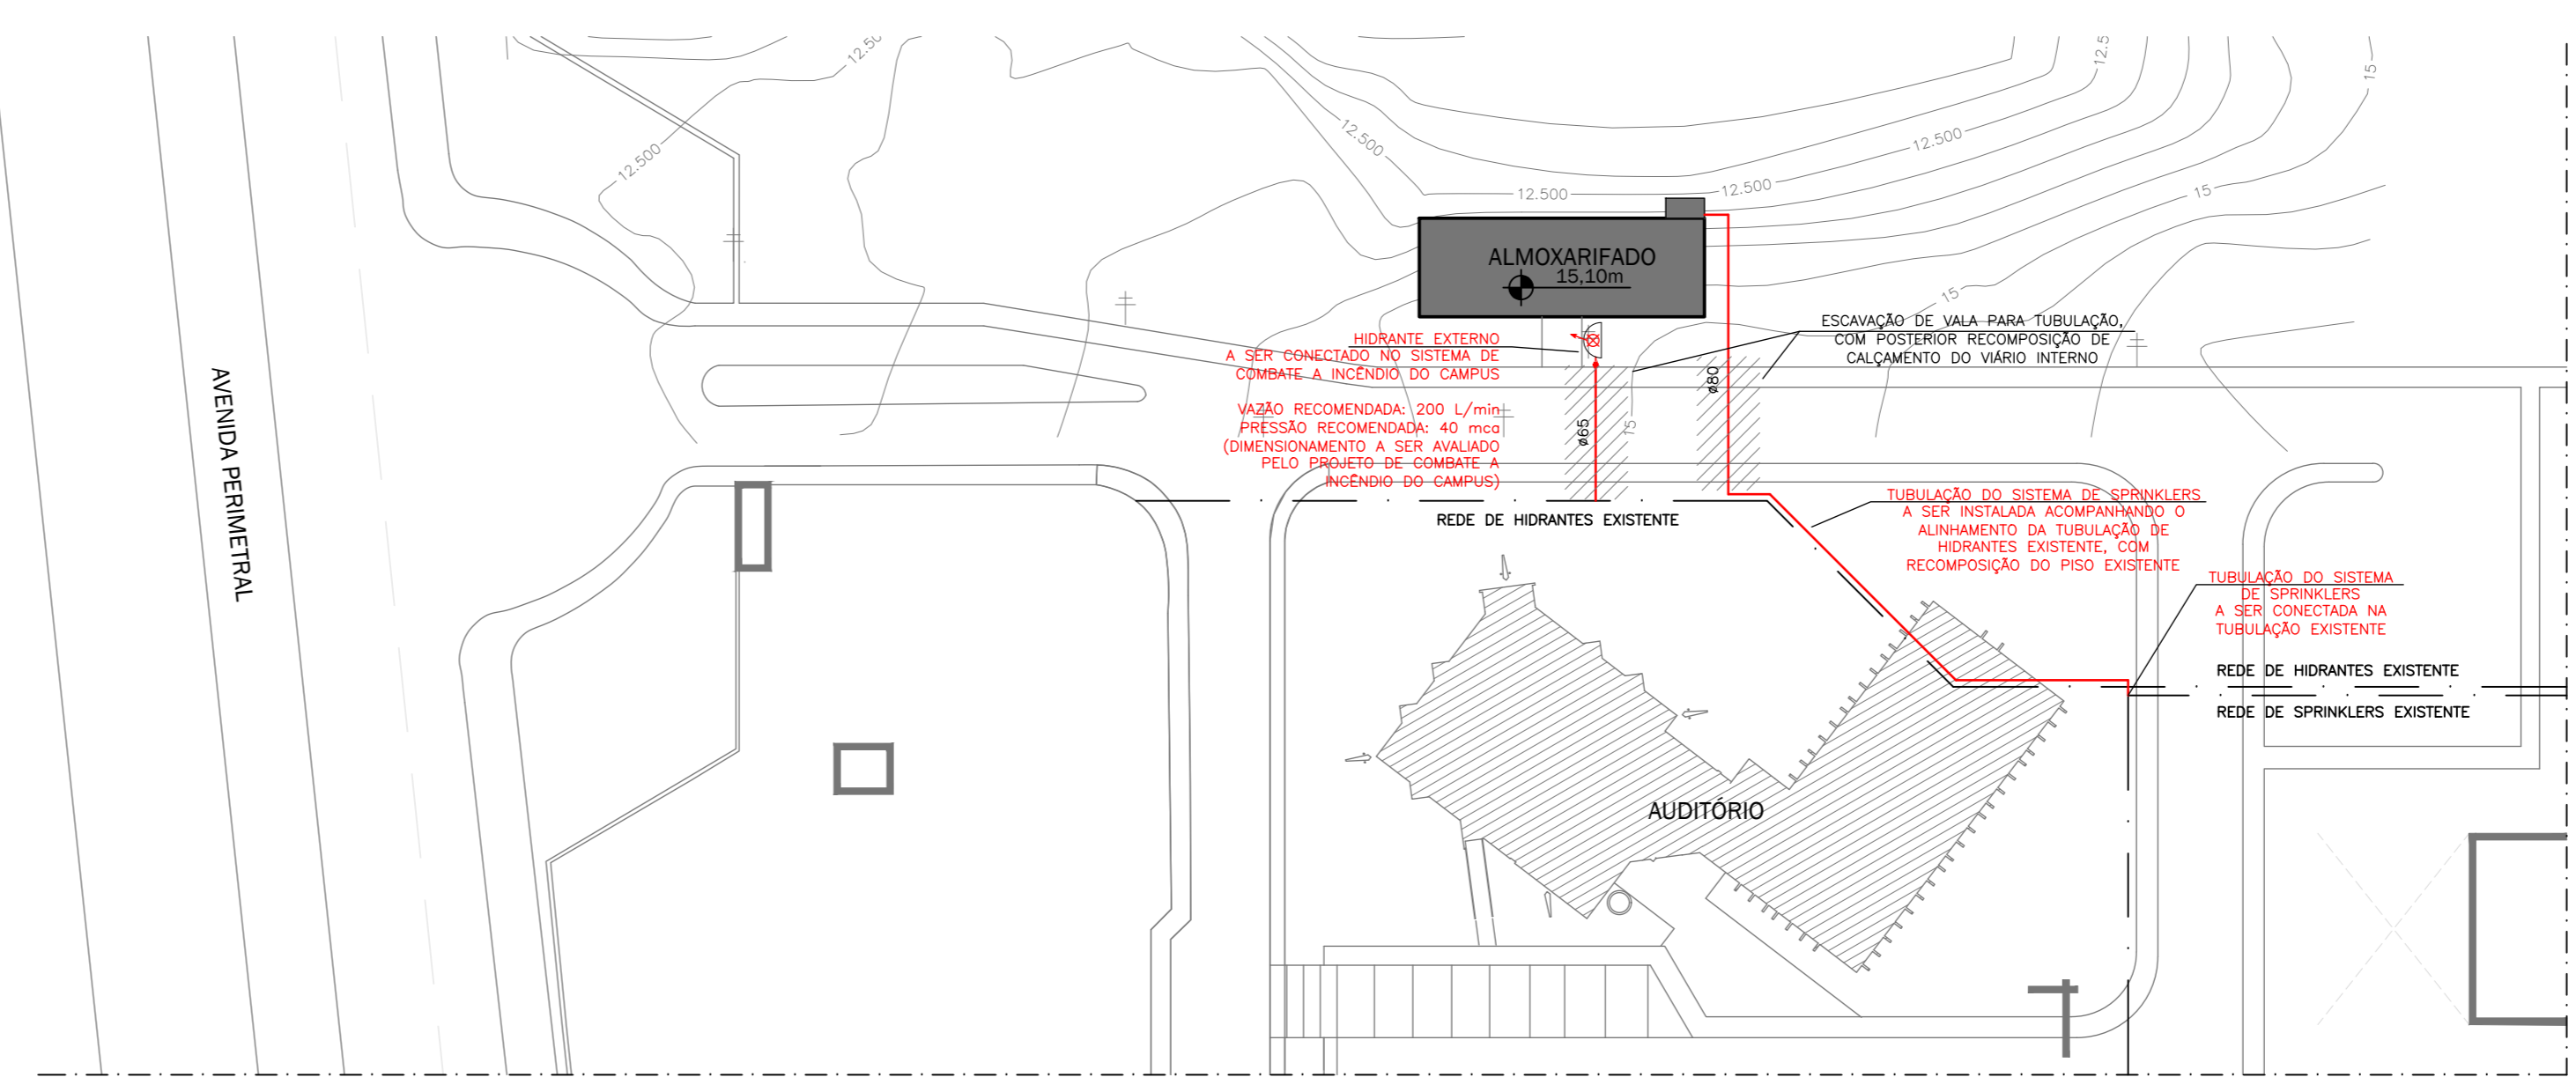 12.50
12.5
15
12.500
12.500
12.500
12.500
12.500
15
15
ALMOXARIFADO
15,10m
AVENIDA PERIMETRAL
HIDRANTE EXTERNO
A SER CONECTADO NO SISTEMA DE
COMBATE A INCÊNDIO DO CAMPUS
VAZÃO RECOMENDADA: 200 L/min
PRESSÃO RECOMENDADA: 40 mca
(DIMENSIONAMENTO A SER AVALIADO
PELO PROJETO DE COMBATE A
INCÊNDIO DO CAMPUS)
ø65
15
ø80
ESCAVAÇÃO DE VALA PARA TUBULAÇÃO,
COM POSTERIOR RECOMPOSIÇÃO DE
CALÇAMENTO DO VIÁRIO INTERNO
REDE DE HIDRANTES EXISTENTE
TUBULAÇÃO DO SISTEMA DE SPRINKLERS
A SER INSTALADA ACOMPANHANDO O
ALINHAMENTO DA TUBULAÇÃO DE
HIDRANTES EXISTENTE, COM
RECOMPOSIÇÃO DO PISO EXISTENTE
TUBULAÇÃO DO SISTEMA
DE SPRINKLERS
A SER CONECTADA NA
TUBULAÇÃO EXISTENTE
REDE DE HIDRANTES EXISTENTE
REDE DE SPRINKLERS EXISTENTE
AUDITÓRIO